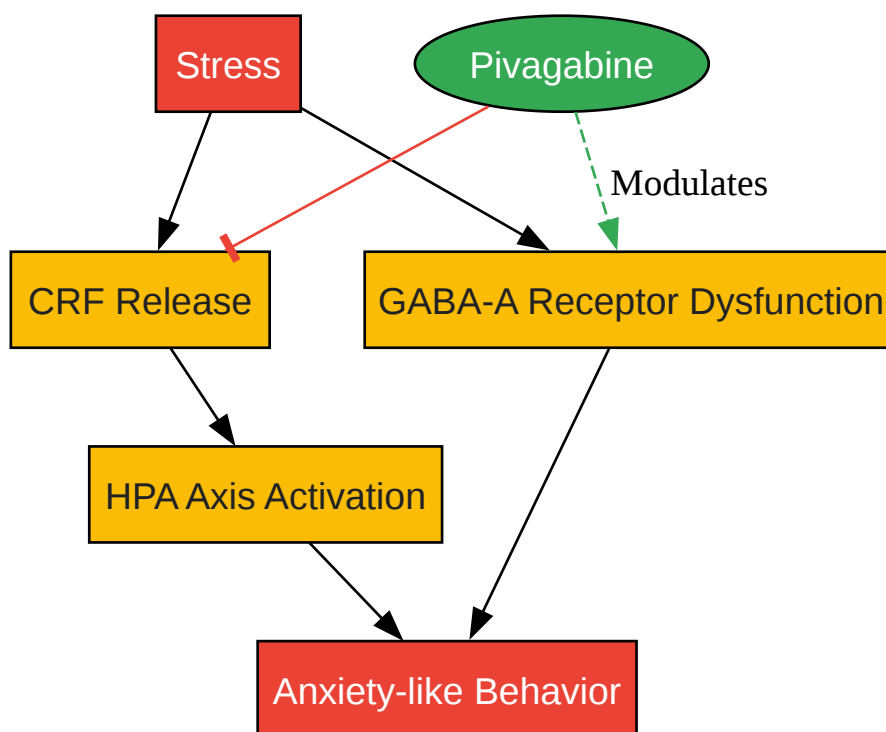 Stress
Pivagabine
Modulates
CRF Release
GABA-A Receptor Dysfunction
HPA Axis Activation
Anxiety-like Behavior